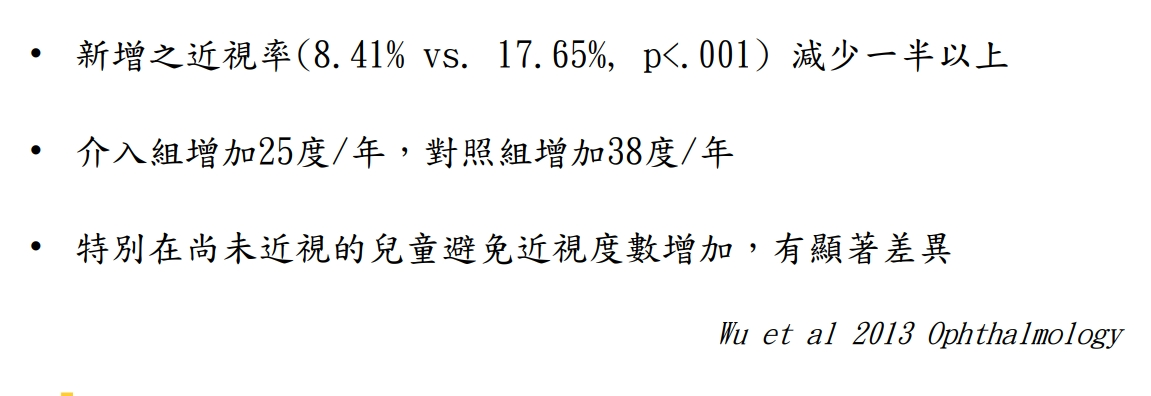 • 新增之近視率(8.41% vs. 17.65%, p<.001) 減少一半以上
• 介入組增加25度/年，對照組增加38度/年
• 特別在尚未近視的兒童避免近視度數增加，有顯著差異
Wu et al 2013 Ophthalmology